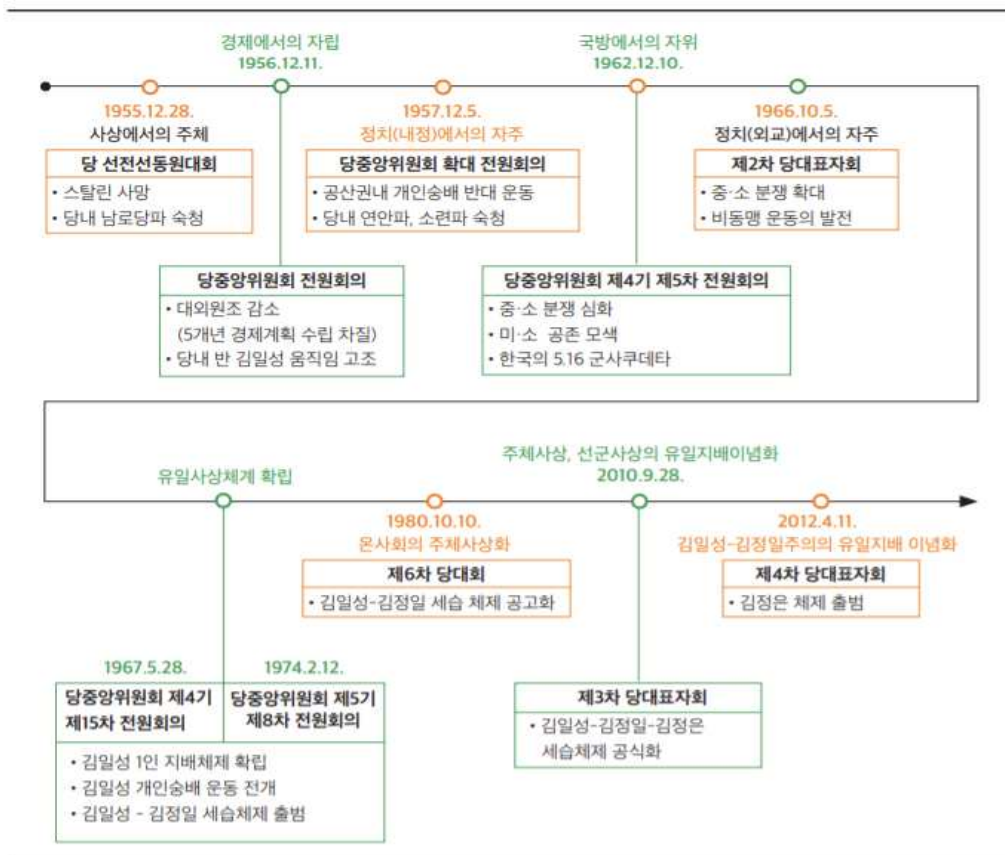 경제에서의 자립
1956.12.11.
국방에서의 자위
1962.12.10.
1955.12.28.
사상에서의 주체
당 선전선동원대회
• 스탈린 사망
• 당내 남로당파 숙청
1957.12.5.
정치(내정)에서의 자주
당중앙위원회 확대 전원회의
• 공산권내 개인숭배 반대 운동
• 당내 연안파, 소련파 숙청
1966.10.5.
정치(외교)에서의 자주
제2차 당대표자회
• 중·소 분쟁 확대
• 비동맹 운동의 발전
당중앙위원회 전원회의
• 대외원조 감소
(5개년 경제계획 수립 차질)
• 당내 반 김일성 움직임 고조
당중앙위원회 제4기 제5차 전원회의
• 중·소 분쟁 심화
• 미·소 공존 모색
• 한국의 5.16 군사쿠데타
유일사상체계 확립
주체사상, 선군사상의 유일지배이념화
2010.9.28.
1980.10.10.
온사회의 주체사상화
제6차 당대회
• 김일성-김정일 세습 체제 공고화
2012.4.11.
김일성-김정일주의의 유일지배 이념화
제4차 당대표자회
• 김정은 체제 출범
1967.5.28.
당중앙위원회 제4기
제15차 전원회의
1974.2.12.
당중앙위원회 제5기
제8차 전원회의
• 김일성 1인 지배체제 확립
• 김일성 개인숭배 운동 전개
• 김일성 - 김정일 세습체제 출범
제3차 당대표자회
• 김일성-김정일-김정은
세습체제 공식화